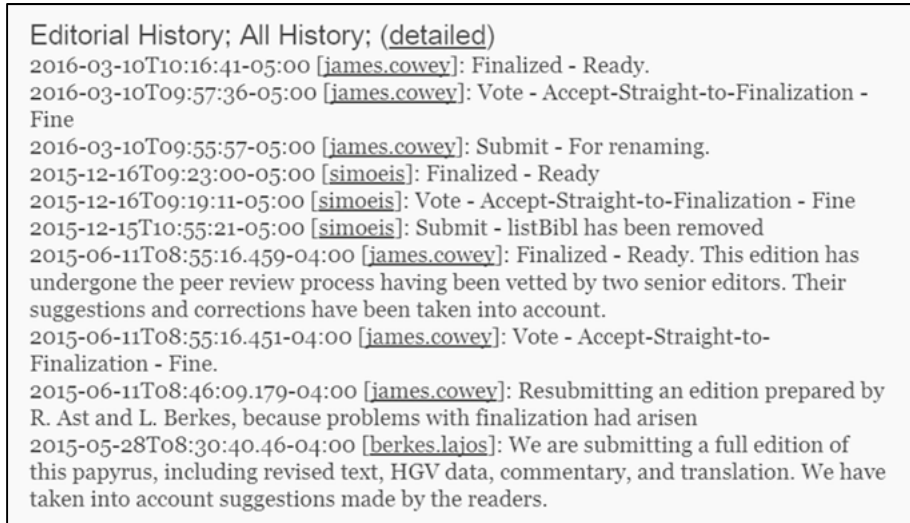 Editorial History; All History; (detailed)
2016-03-10T10:16:41-05:00 [james.cowey]: Finalized - Ready.
2016-03-10T09:57:36-05:00 [james.cowey]: Vote - Accept-Straight-to-Finalization -
Fine
2016-03-10T09:55:57-05:00 [james.cowey]: Submit - For renaming.
2015-12-16T09:23:00-05:00 [simoeis]: Finalized - Ready
2015-12-16T09:19:11-05:00 [simoeis]: Vote - Accept-Straight-to-Finalization - Fine
2015-12-15T10:55:21-05:00 [simoeis]: Submit - listBibl has been removed
2015-06-11T08:55:16.459-04:00 [james.cowey]: Finalized - Ready. This edition has
undergone the peer review process having been vetted by two senior editors. Their
suggestions and corrections have been taken into account.
2015-06-11T08:55:16.451-04:00 [james.cowey]: Vote - Accept-Straight-to-
Finalization - Fine.
2015-06-11T08:46:09.179-04:00 [james.cowey]: Resubmitting an edition prepared by
R. Ast and L. Berkes, because problems with finalization had arisen
2015-05-28T08:30:40.46-04:00 [berkes.lajos]: We are submitting a full edition of
this papyrus, including revised text, HGV data, commentary, and translation. We have
taken into account suggestions made by the readers.